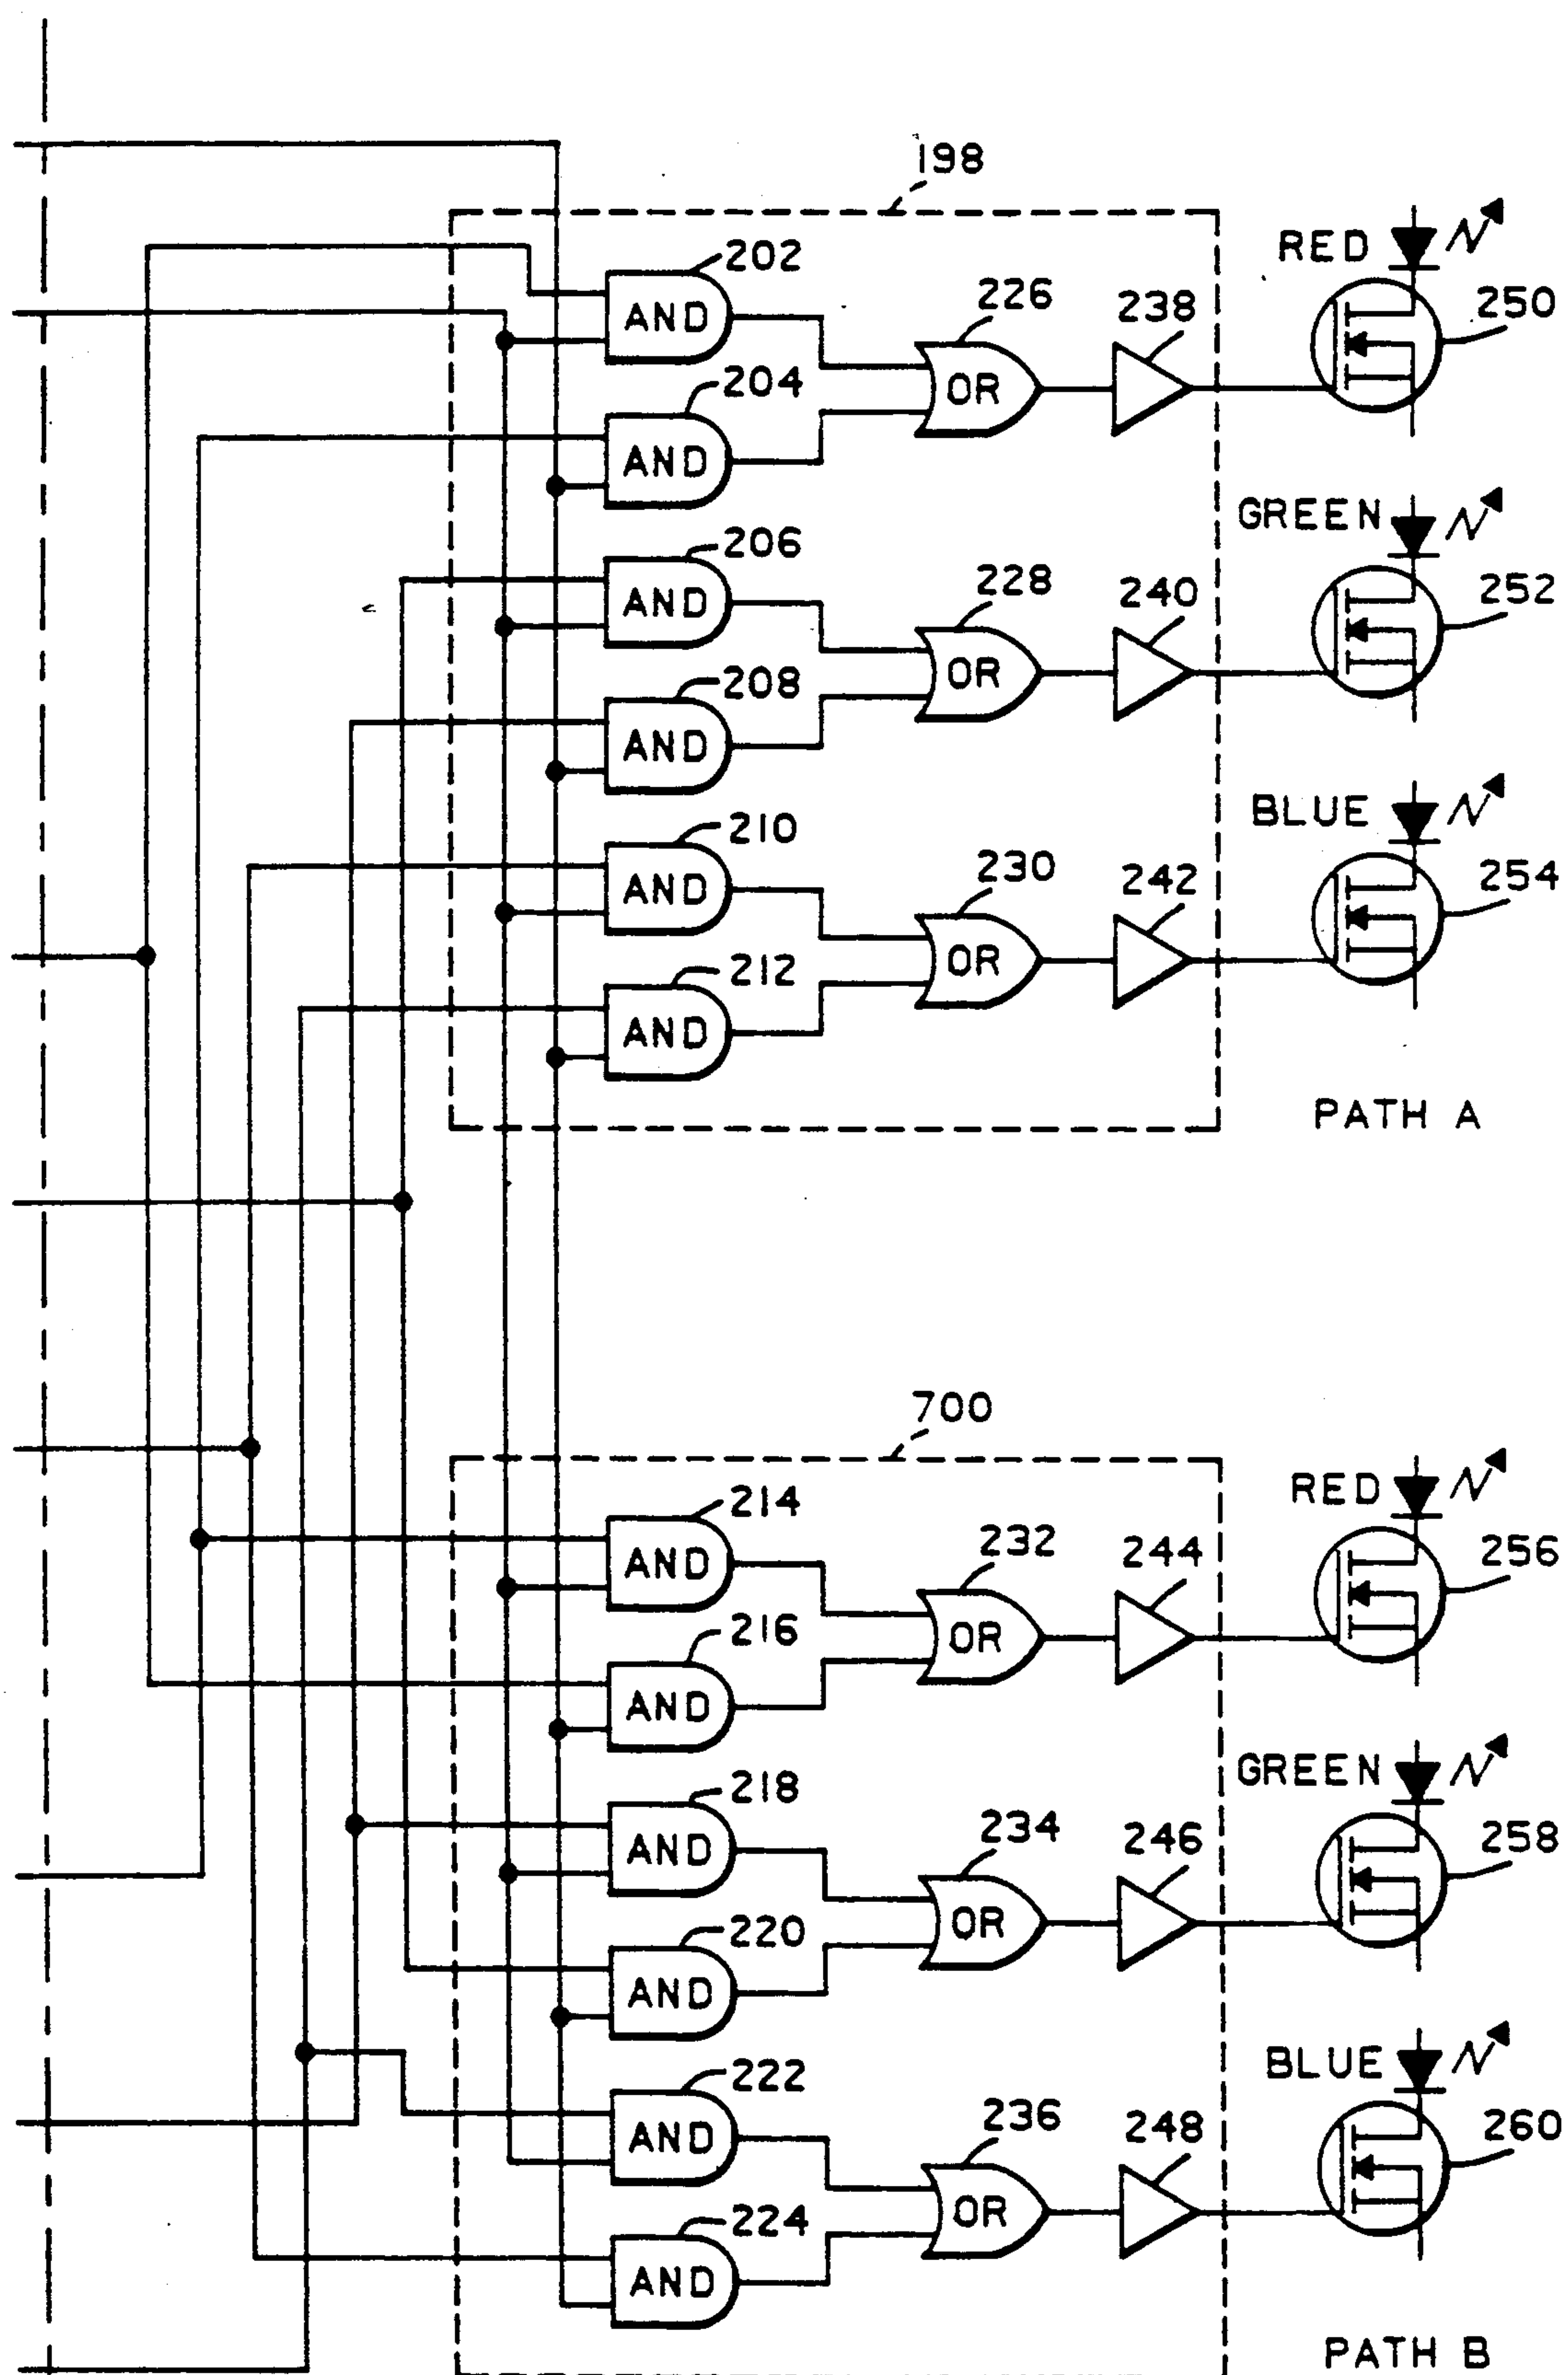 198
202
RED
AND
226
238
250
204
OR
AND
GREEN
206
252
AND
228
240
208
OR
AND
BLUE
210
254
AND
230
242
212
OR
AND
PATH A
700
RED
214
256
AND
232
244
216
OR
AND
GREEN
218
258
AND
234
246
220
OR
AND
BLUE
222
260
AND
236
248
224
OR
AND
PATH B